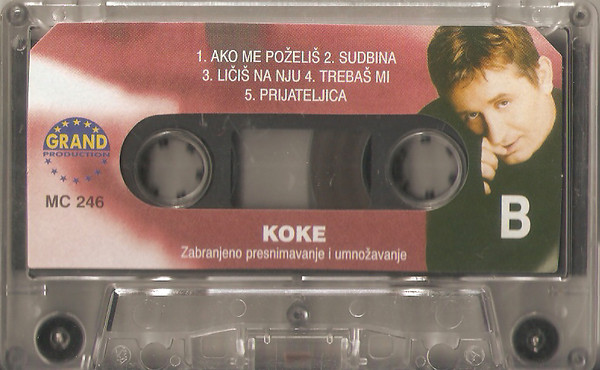 1. AKO ME POŽELIŠ 2. SUDBINA
3. LIČIŠ NA NJU 4. TREBAŠ MI
5. PRIJATELJICA
GRAND
PRODUCTION
MC 246
B
KOKE
Zabranjeno presnimavanje i umnožavanje